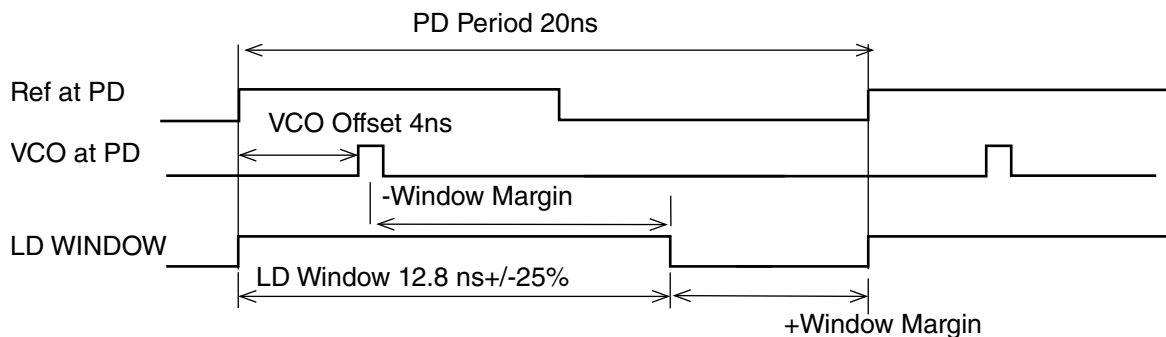 PD Period 20ns
Ref at PD
VCO Offset 4ns
VCO at PD
-Window Margin
LD WINDOW
LD Window 12.8 ns+/-25%
+Window Margin